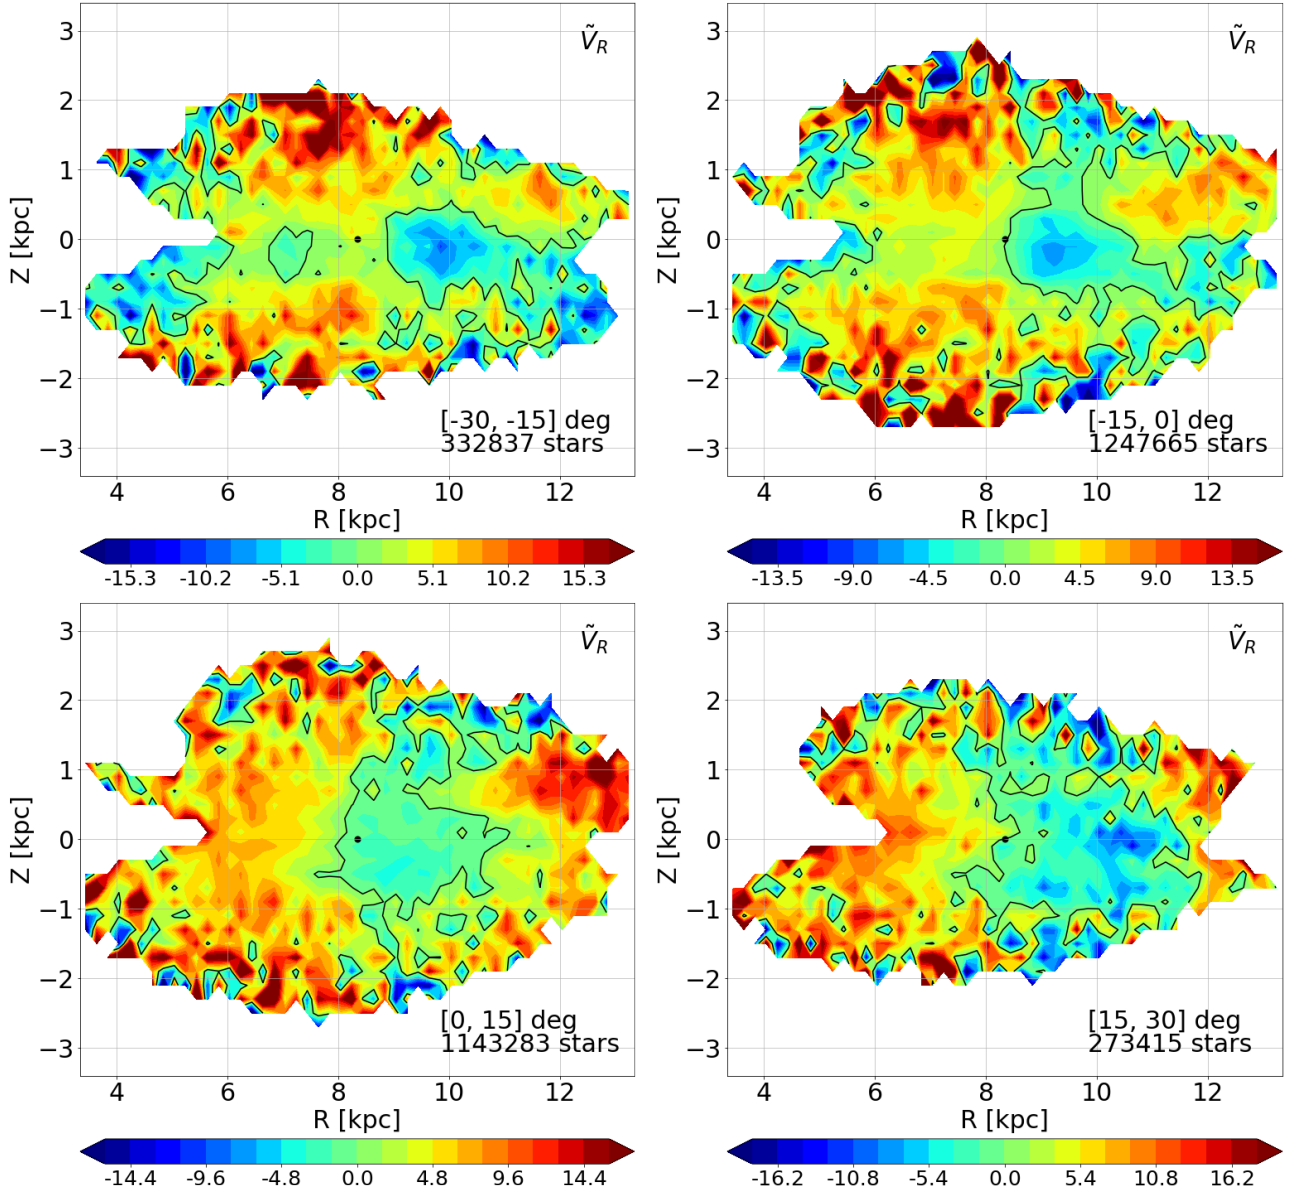 3
2
1
0
−1
−2
−3
Z [kpc]
Ṽ_R
[-30, -15] deg
332837 stars
4 6 8 10 12
R [kpc]
-15.3 -10.2 -5.1 0.0 5.1 10.2 15.3
3
2
1
0
−1
−2
−3
Z [kpc]
Ṽ_R
[-15, 0] deg
1247665 stars
4 6 8 10 12
R [kpc]
-13.5 -9.0 -4.5 0.0 4.5 9.0 13.5
3
2
1
0
−1
−2
−3
Z [kpc]
Ṽ_R
[0, 15] deg
1143283 stars
4 6 8 10 12
R [kpc]
-14.4 -9.6 -4.8 0.0 4.8 9.6 14.4
3
2
1
0
−1
−2
−3
Z [kpc]
Ṽ_R
[15, 30] deg
273415 stars
4 6 8 10 12
R [kpc]
-16.2 -10.8 -5.4 0.0 5.4 10.8 16.2